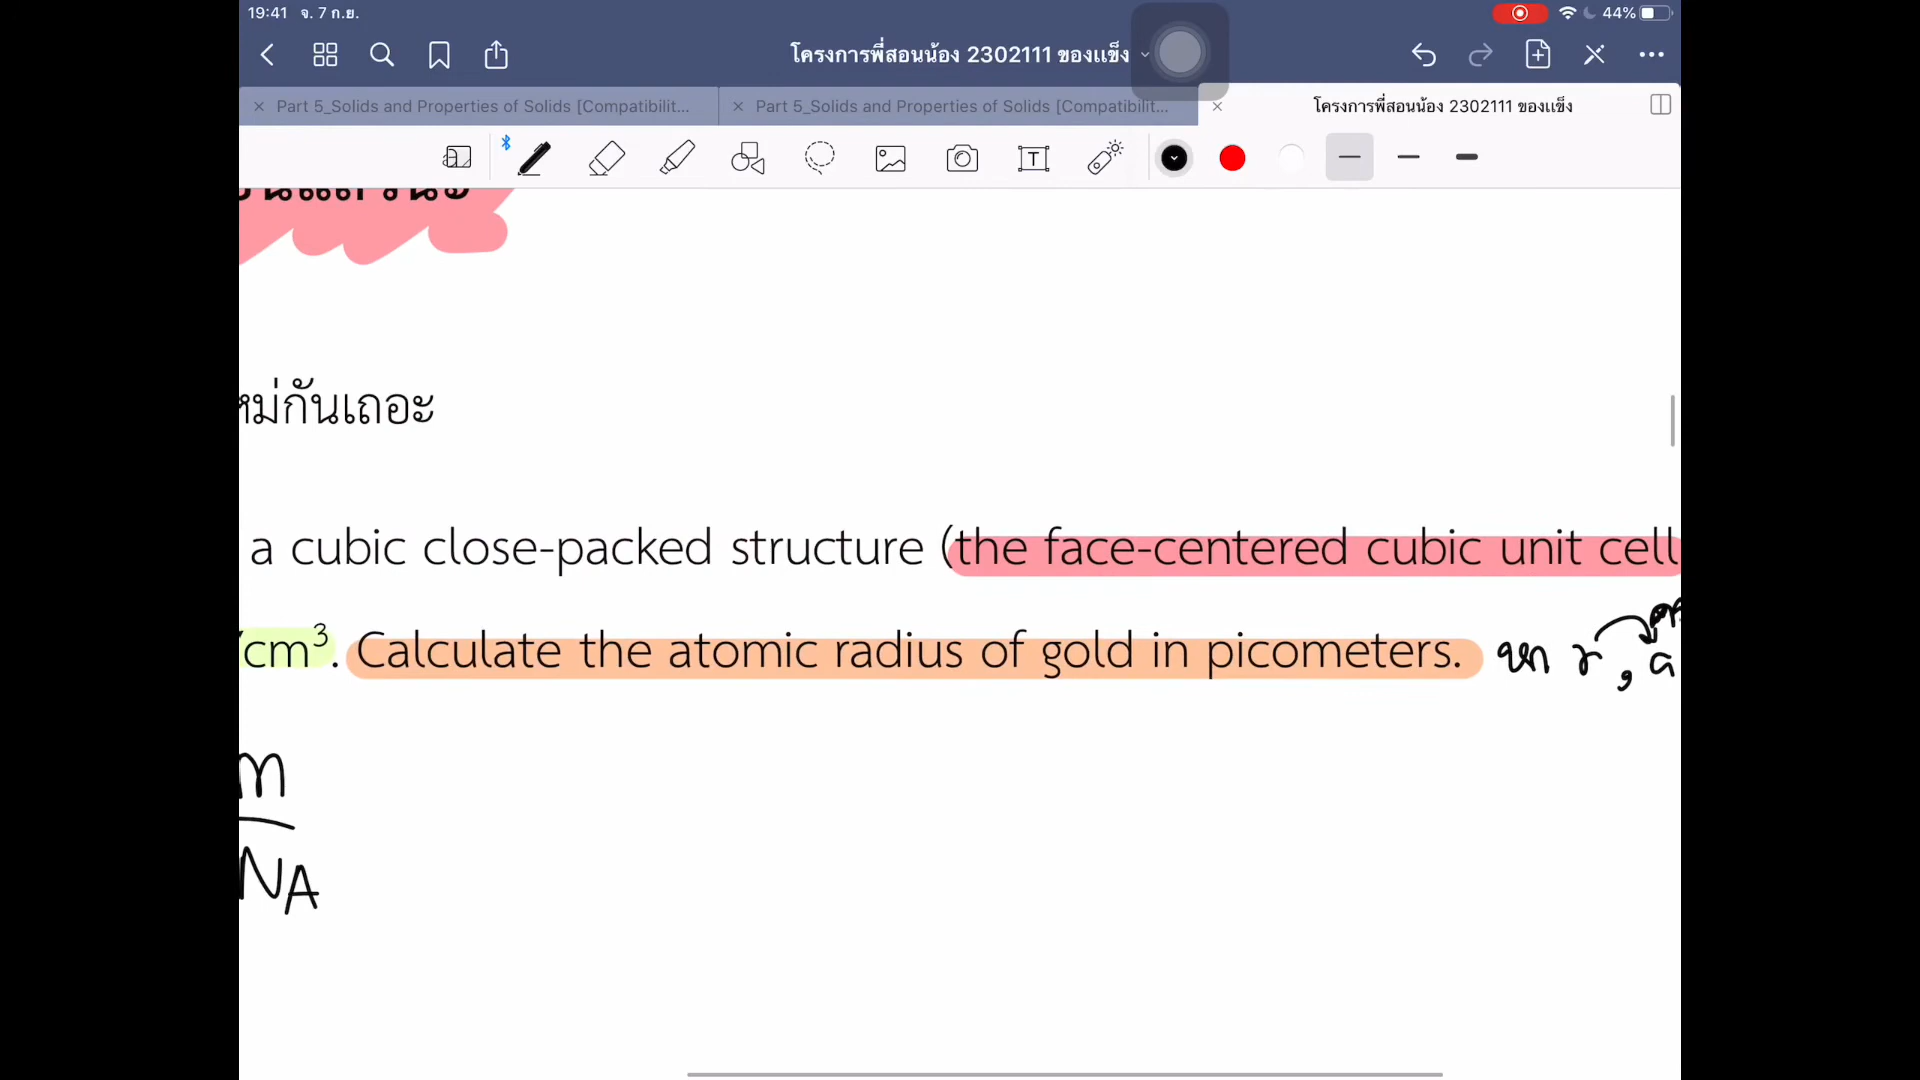 19:41 จ. 7 ก.ย. 44%
โครงการพี่สอนน้อง 2302111 ของแข็ง
Part 5_Solids and Properties of Solids [Compatibilit... Part 5_Solids and Properties of Solids [Compatibilit... โครงการพี่สอนน้อง 2302111 ของแข็ง
หม่กันเถอะ
a cubic close-packed structure (the face-centered cubic unit cell
/cm³. Calculate the atomic radius of gold in picometers. หา r, a
m
NA